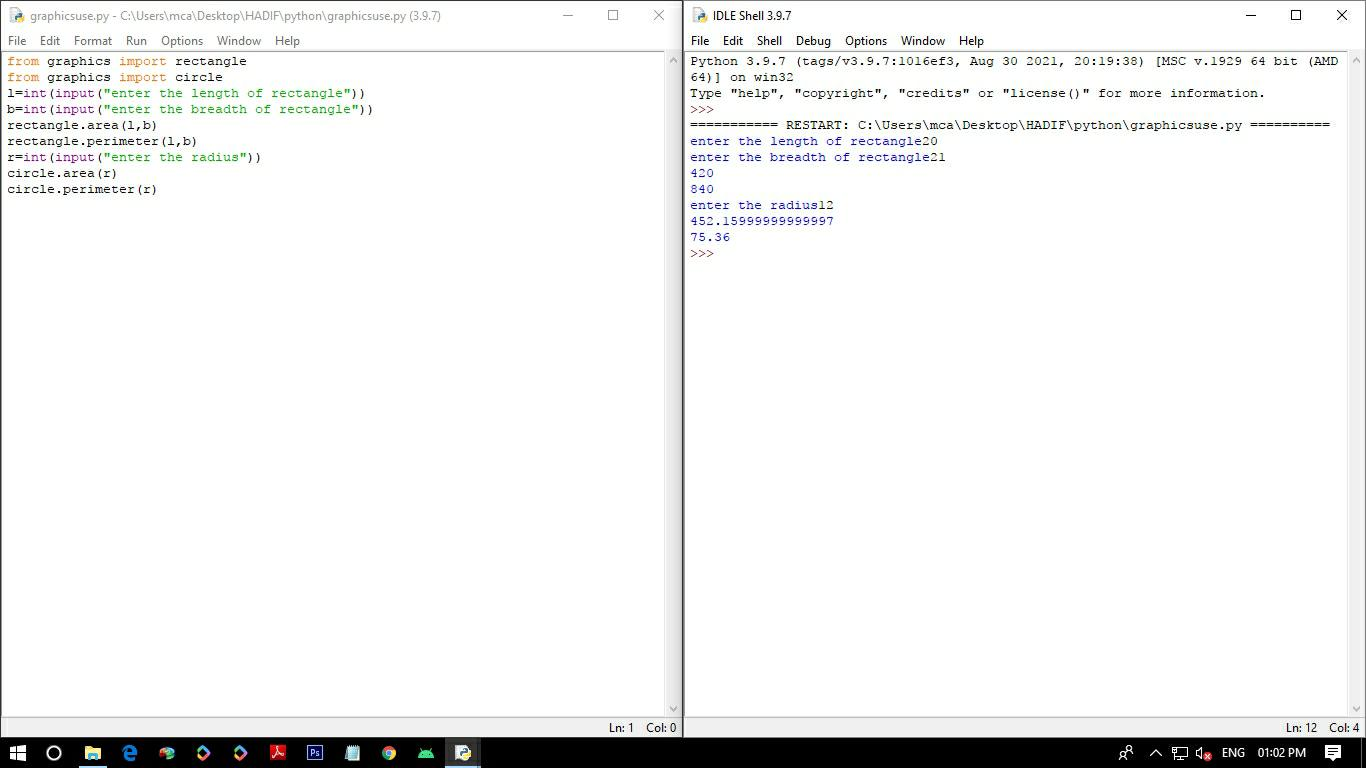 graphicsuse.py - C:\Users\mca\Desktop\HADIF\python\graphicsuse.py (3.9.7)
File Edit Format Run Options Window Help
from graphics import rectangle
from graphics import circle
l=int(input("enter the length of rectangle"))
b=int(input("enter the breadth of rectangle"))
rectangle.area(l,b)
rectangle.perimeter(l,b)
r=int(input("enter the radius"))
circle.area(r)
circle.perimeter(r)
Ln: 1 Col: 0
IDLE Shell 3.9.7
File Edit Shell Debug Options Window Help
Python 3.9.7 (tags/v3.9.7:1016ef3, Aug 30 2021, 20:19:38) [MSC v.1929 64 bit (AMD
64)] on win32
Type "help", "copyright", "credits" or "license()" for more information.
>>>
=========== RESTART: C:\Users\mca\Desktop\HADIF\python\graphicsuse.py ==========
enter the length of rectangle20
enter the breadth of rectangle21
420
840
enter the radius12
452.15999999999997
75.36
>>>
Ln: 12 Col: 4
Ps
ENG 01:02 PM